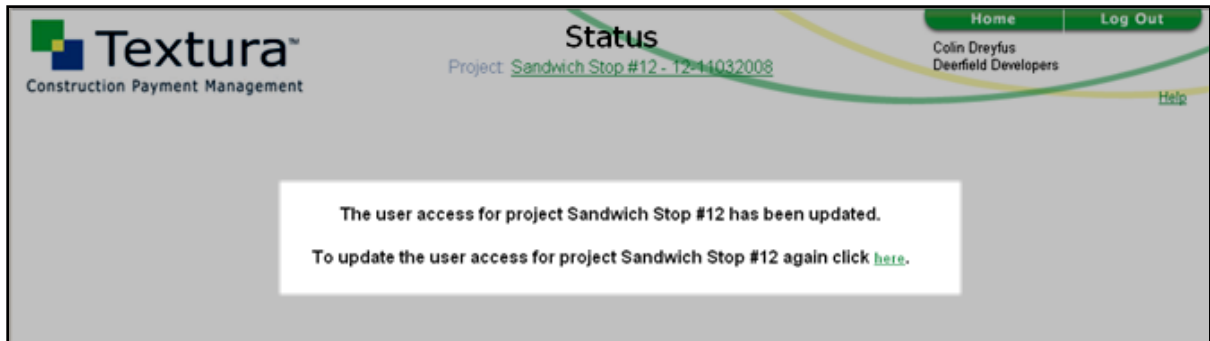 Home Log Out
Textura™
Status
Colin Dreyfus
Project: Sandwich Stop #12 - 12-11032008
Deerfield Developers
Construction Payment Management
Help
The user access for project Sandwich Stop #12 has been updated.
To update the user access for project Sandwich Stop #12 again click here.